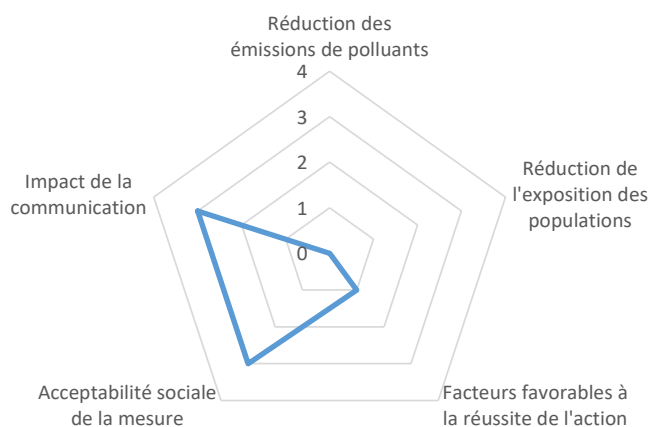 Réduction des
émissions de polluants
4
3
2
1
0
Réduction de
l'exposition des
populations
Facteurs favorables à
la réussite de l'action
Acceptabilité sociale
de la mesure
Impact de la
communication